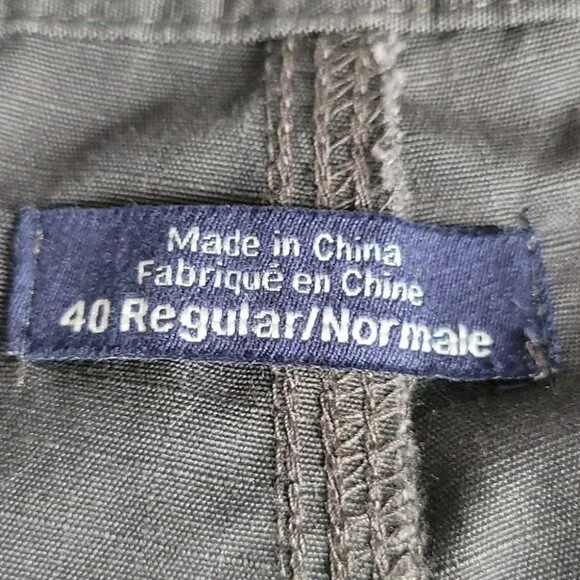 Made in China
Fabriqué en Chine
40 Regular/Normale